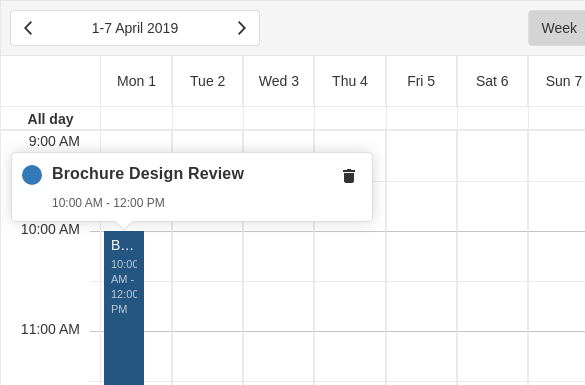 1-7 April 2019
Week
Mon 1
Tue 2
Wed 3
Thu 4
Fri 5
Sat 6
Sun 7
All day
9:00 AM
Brochure Design Review
10:00 AM - 12:00 PM
10:00 AM
B...
10:00
AM -
12:00
PM
11:00 AM